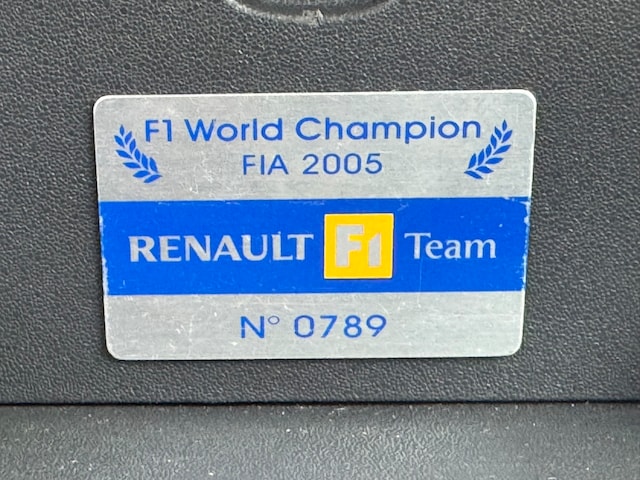 F1 World Champion
FIA 2005
RENAULT F1 Team
N° 0789